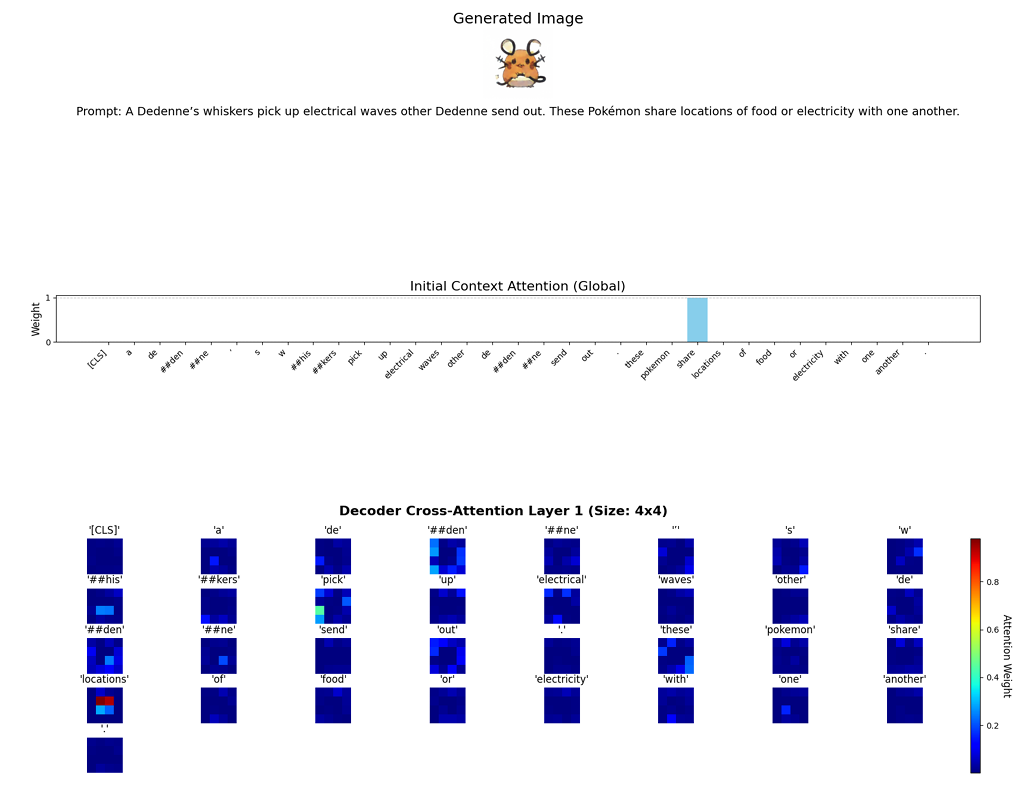 Generated Image
Prompt: A Dedenne’s whiskers pick up electrical waves other Dedenne send out. These Pokémon share locations of food or electricity with one another.
Initial Context Attention (Global)
Weight
1
0
[CLS] a de ##den ##ne ' s w ##his ##kers pick up electrical waves other de ##den ##ne send out . these pokemon share locations of food or electricity with one another .
Decoder Cross-Attention Layer 1 (Size: 4x4)
'[CLS]' 'a' 'de' '##den' '##ne' ''' 's' 'w'
'##his' '##kers' 'pick' 'up' 'electrical' 'waves' 'other' 'de'
'##den' '##ne' 'send' 'out' '.' 'these' 'pokemon' 'share'
'locations' 'of' 'food' 'or' 'electricity' 'with' 'one' 'another'
'.'
0.8
0.6
0.4
0.2
Attention Weight